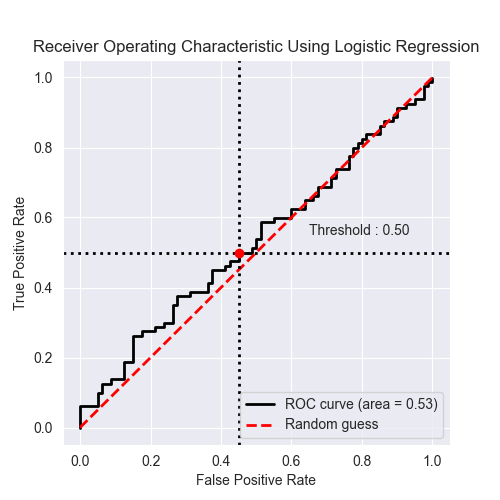 Receiver Operating Characteristic Using Logistic Regression
1.0
0.8
0.6
0.4
0.2
0.0
True Positive Rate
Threshold : 0.50
ROC curve (area = 0.53)
Random guess
0.0 0.2 0.4 0.6 0.8 1.0
False Positive Rate